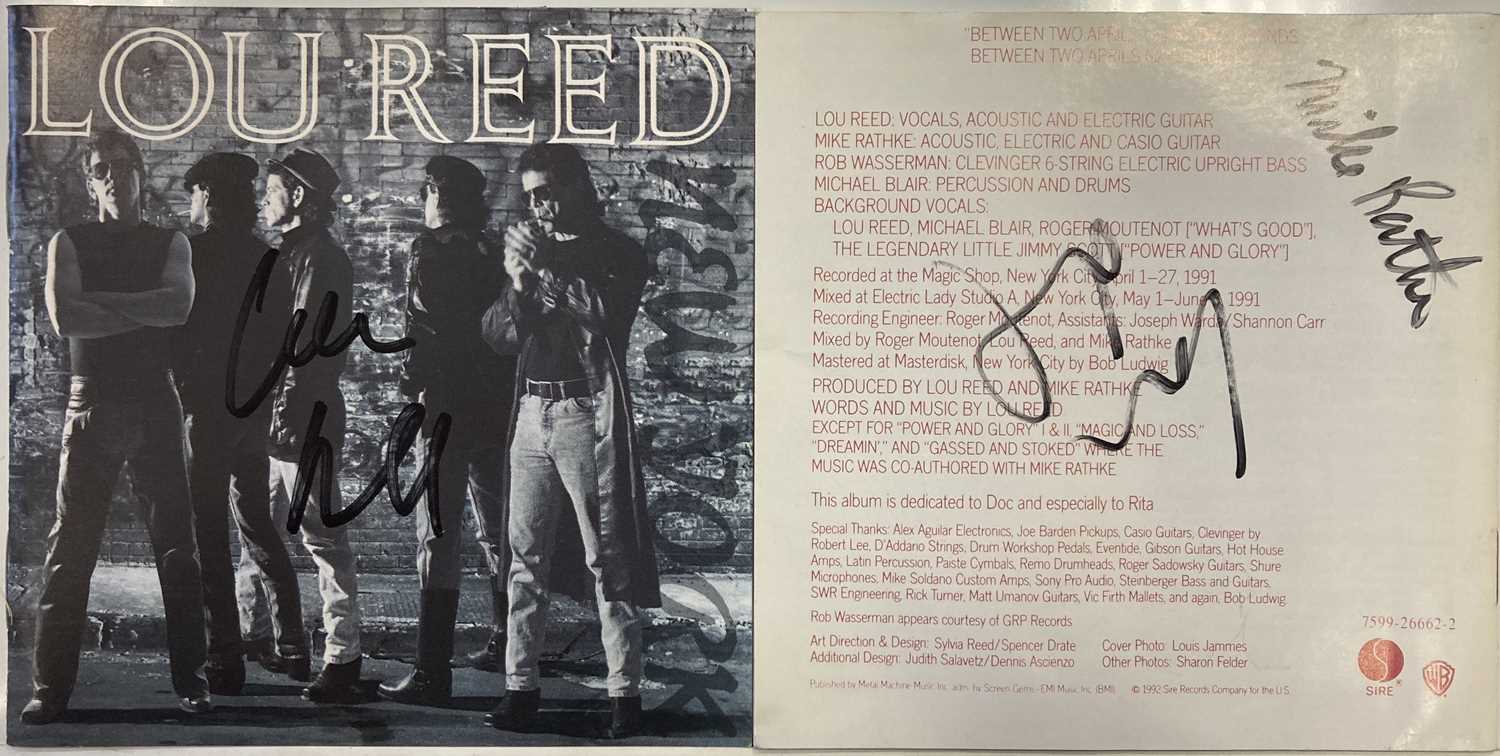 LOU REED
NEW YORK
Lou
"BETWEEN TWO APRILS
BETWEEN TWO APRILS
Mike Rathke
LOU REED: VOCALS, ACOUSTIC AND ELECTRIC GUITAR
MIKE RATHKE: ACOUSTIC, ELECTRIC AND CASIO GUITAR
ROB WASSERMAN: CLEVINGER 6-STRING ELECTRIC UPRIGHT BASS
MICHAEL BLAIR: PERCUSSION AND DRUMS
BACKGROUND VOCALS:
LOU REED, MICHAEL BLAIR, ROGER MOUTENOT ["WHAT'S GOOD"],
THE LEGENDARY LITTLE JIMMY SCOTT ["POWER AND GLORY"]
Recorded at the Magic Shop, New York City, April 1–27, 1991
Mixed at Electric Lady Studio A, New York City, May 1–June 1991
Recording Engineer: Roger Moutenot, Assistants: Joseph Warda/Shannon Carr
Mixed by Roger Moutenot, Lou Reed, and Mike Rathke
Mastered at Masterdisk, New York City by Bob Ludwig
PRODUCED BY LOU REED AND MIKE RATHKE
WORDS AND MUSIC BY LOU REED
EXCEPT FOR "POWER AND GLORY" I & II, "MAGIC AND LOSS,"
"DREAMIN'," AND "GASSED AND STOKED" WHERE THE
MUSIC WAS CO-AUTHORED WITH MIKE RATHKE
This album is dedicated to Doc and especially to Rita
Special Thanks: Alex Aguilar Electronics, Joe Barden Pickups, Casio Guitars, Clevinger by
Robert Lee, D'Addario Strings, Drum Workshop Pedals, Eventide, Gibson Guitars, Hot House
Amps, Latin Percussion, Paiste Cymbals, Remo Drumheads, Roger Sadowsky Guitars, Shure
Microphones, Mike Soldano Custom Amps, Sony Pro Audio, Steinberger Bass and Guitars,
SWR Engineering, Rick Turner, Matt Umanov Guitars, Vic Firth Mallets, and again, Bob Ludwig
Rob Wasserman appears courtesy of GRP Records
Art Direction & Design: Sylvia Reed/Spencer Drate
Additional Design: Judith Salavetz/Dennis Ascienzo
Cover Photo: Louis Jammes
Other Photos: Sharon Felder
Published by Metal Machine Music Inc. adm. by Screen Gems-EMI Music, Inc. (BMI). © 1992 Sire Records Company for the U.S.
7599-26662-2
SIRE
WB